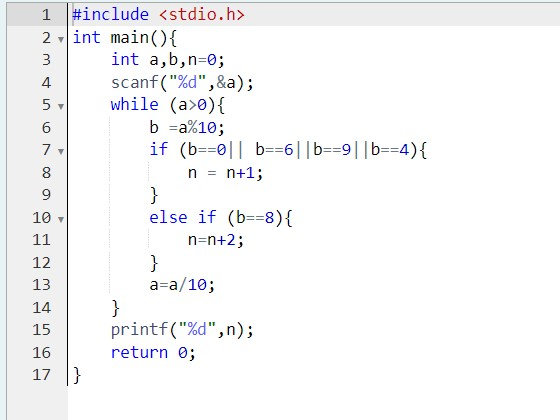 1 #include <stdio.h>
2 int main(){
3     int a,b,n=0;
4     scanf("%d",&a);
5     while (a>0){
6         b =a%10;
7         if (b==0|| b==6||b==9||b==4){
8             n = n+1;
9         }
10         else if (b==8){
11             n=n+2;
12         }
13         a=a/10;
14     }
15     printf("%d",n);
16     return 0;
17 }